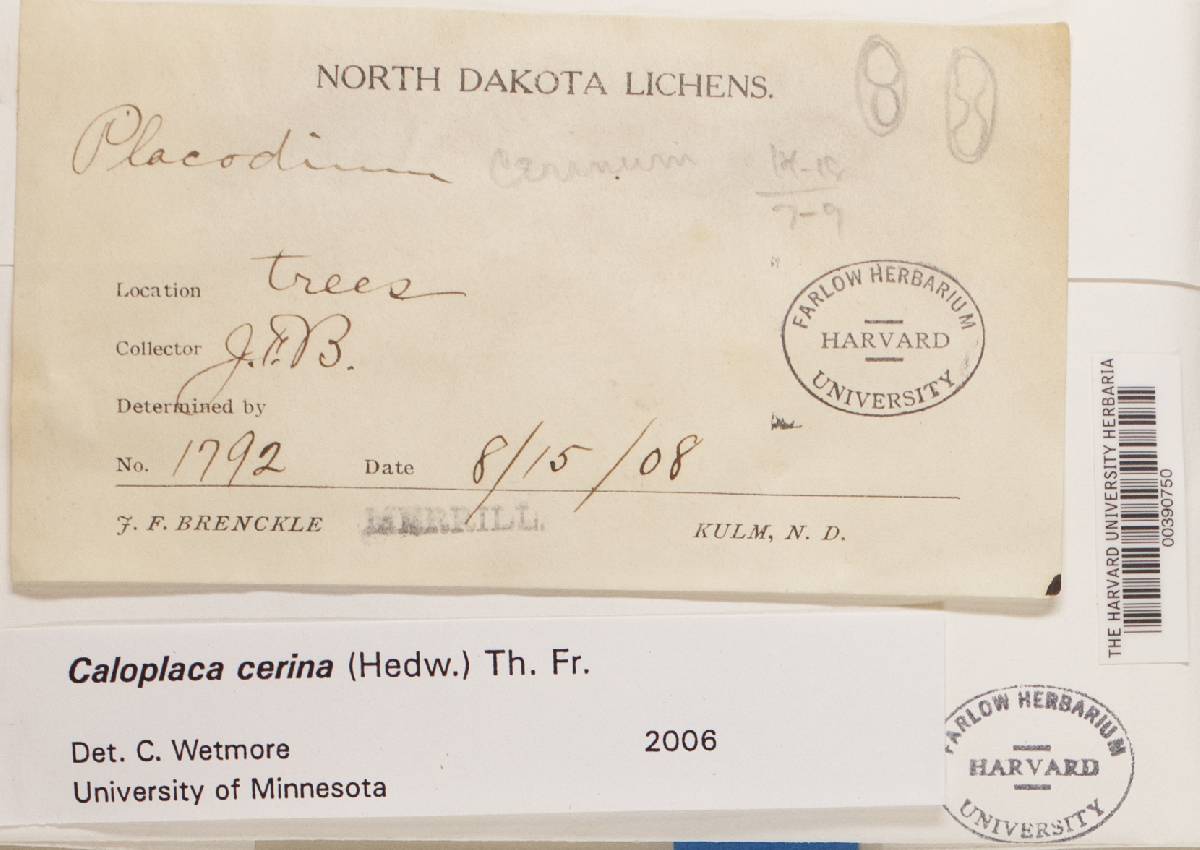 NORTH DAKOTA LICHENS.
Placodium cerinum
7-9
Location trees
Collector J.F.B.
Determined by
No. 1792 Date 8/15/08
J. F. BRENCKLE MERRILL. KULM, N. D.
FARLOW HERBARIUM
HARVARD
UNIVERSITY
THE HARVARD UNIVERSITY HERBARIA
00390750
Caloplaca cerina (Hedw.) Th. Fr.
Det. C. Wetmore 2006
University of Minnesota
FARLOW HERBARIUM
HARVARD
UNIVERSITY